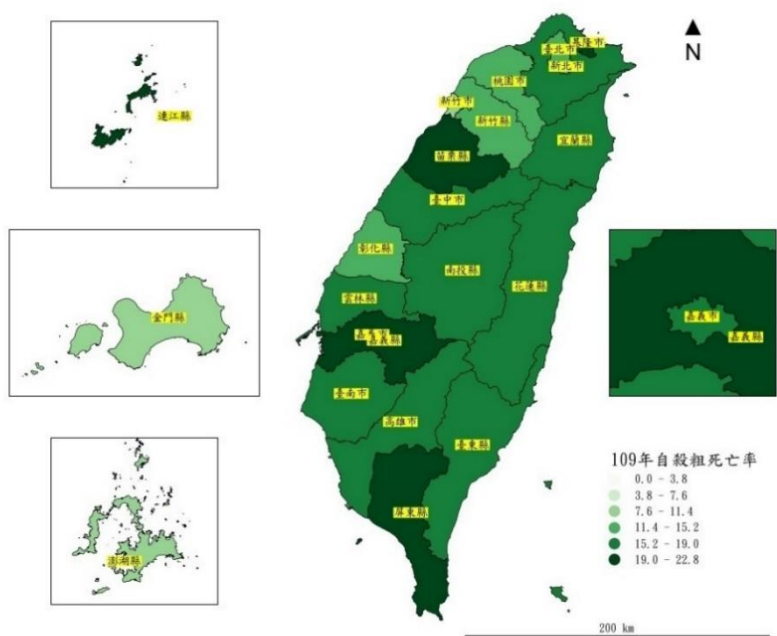 N
基隆市
臺北市
新北市
桃園市
新竹市
新竹縣
宜蘭縣
連江縣
苗栗縣
臺中市
彰化縣
南投縣
花蓮縣
金門縣
雲林縣
嘉義市
嘉義縣
嘉義市
嘉義縣
臺南市
高雄市
臺東縣
屏東縣
澎湖縣
109年自殺粗死亡率
0.0 - 3.8
3.8 - 7.6
7.6 - 11.4
11.4 - 15.2
15.2 - 19.0
19.0 - 22.8
200 km